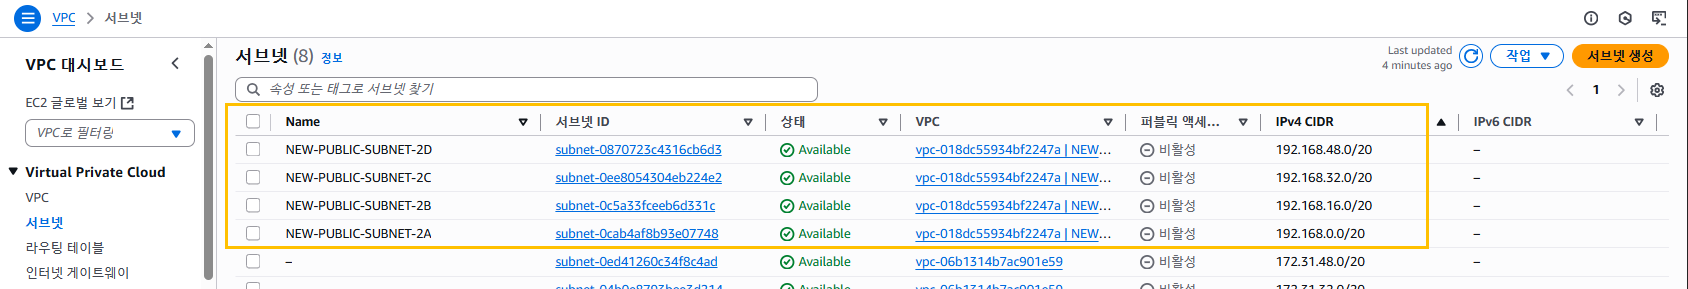 VPC > 서브넷
VPC 대시보드
EC2 글로벌 보기
VPC로 필터링
Virtual Private Cloud
VPC
서브넷
라우팅 테이블
인터넷 게이트웨이
서브넷 (8) 정보
Last updated
4 minutes ago
작업
서브넷 생성
속성 또는 태그로 서브넷 찾기
1
Name 서브넷 ID 상태 VPC 퍼블릭 액세... IPv4 CIDR IPv6 CIDR
NEW-PUBLIC-SUBNET-2D subnet-0870723c4316cb6d3 Available vpc-018dc55934bf2247a | NEW... 비활성 192.168.48.0/20 –
NEW-PUBLIC-SUBNET-2C subnet-0ee8054304eb224e2 Available vpc-018dc55934bf2247a | NEW... 비활성 192.168.32.0/20 –
NEW-PUBLIC-SUBNET-2B subnet-0c5a33fceeb6d331c Available vpc-018dc55934bf2247a | NEW... 비활성 192.168.16.0/20 –
NEW-PUBLIC-SUBNET-2A subnet-0cab4af8b93e07748 Available vpc-018dc55934bf2247a | NEW... 비활성 192.168.0.0/20 –
– subnet-0ed41260c34f8c4ad Available vpc-06b1314b7ac901e59 비활성 172.31.48.0/20 –